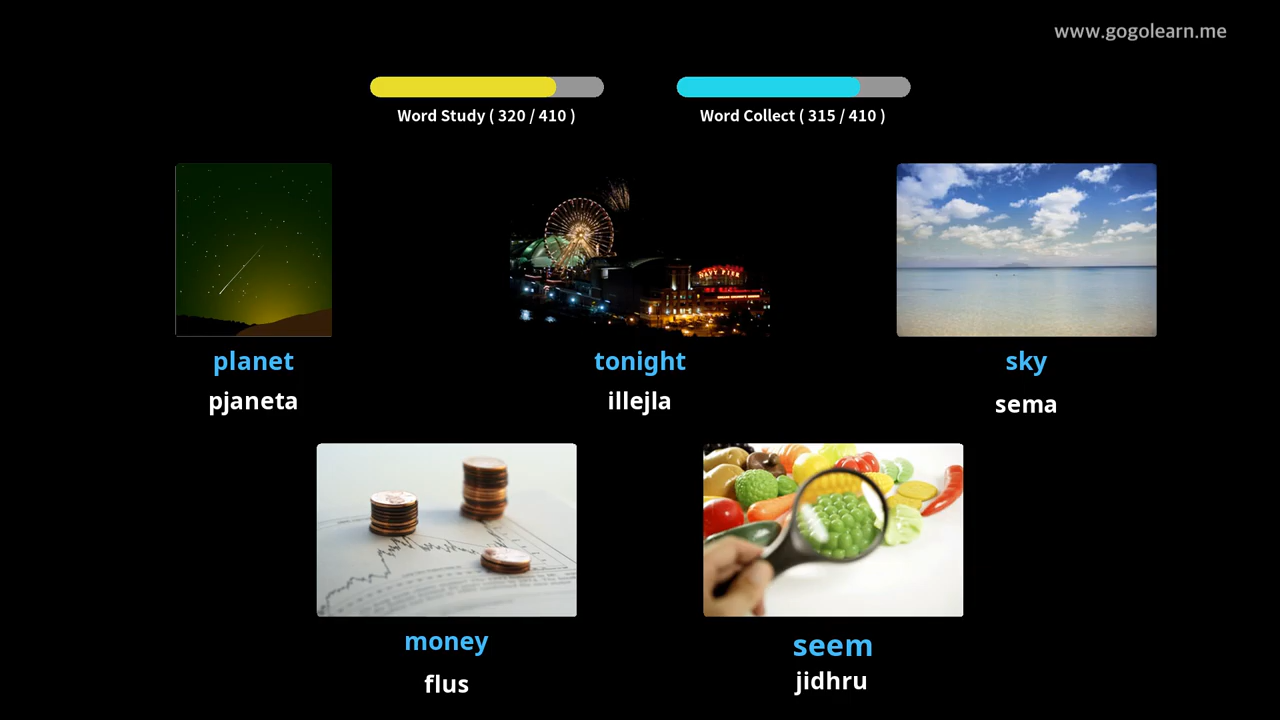 www.gogolearn.me
Word Study ( 320 / 410 )
Word Collect ( 315 / 410 )
planet
pjaneta
tonight
illejla
sky
sema
money
flus
seem
jidhru